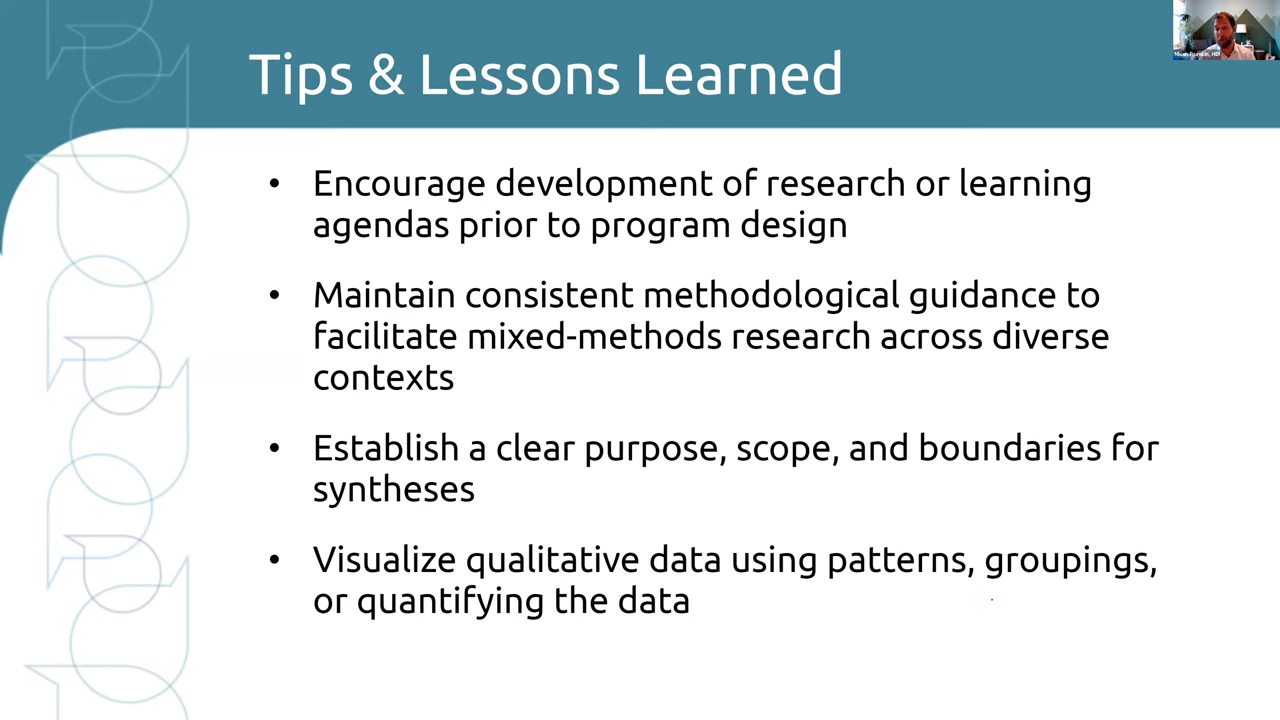 Tips & Lessons Learned
• Encourage development of research or learning
agendas prior to program design
• Maintain consistent methodological guidance to
facilitate mixed-methods research across diverse
contexts
• Establish a clear purpose, scope, and boundaries for
syntheses
• Visualize qualitative data using patterns, groupings,
or quantifying the data